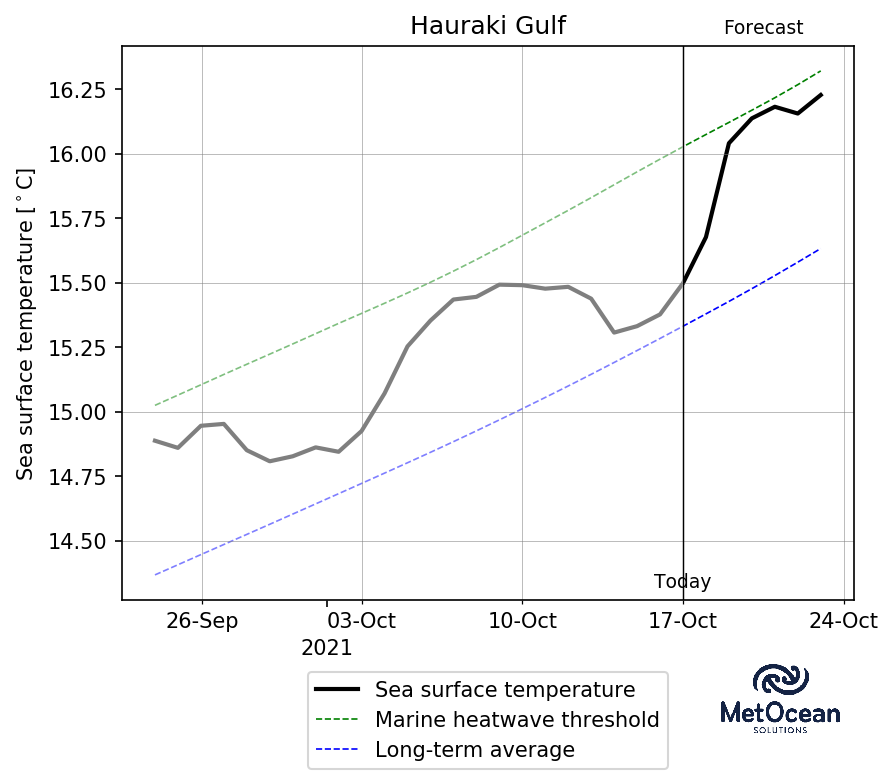 Hauraki Gulf
Forecast
Sea surface temperature [°C]
16.25
16.00
15.75
15.50
15.25
15.00
14.75
14.50
Today
26-Sep
03-Oct
10-Oct
17-Oct
24-Oct
2021
Sea surface temperature
Marine heatwave threshold
Long-term average
MetOcean
SOLUTIONS